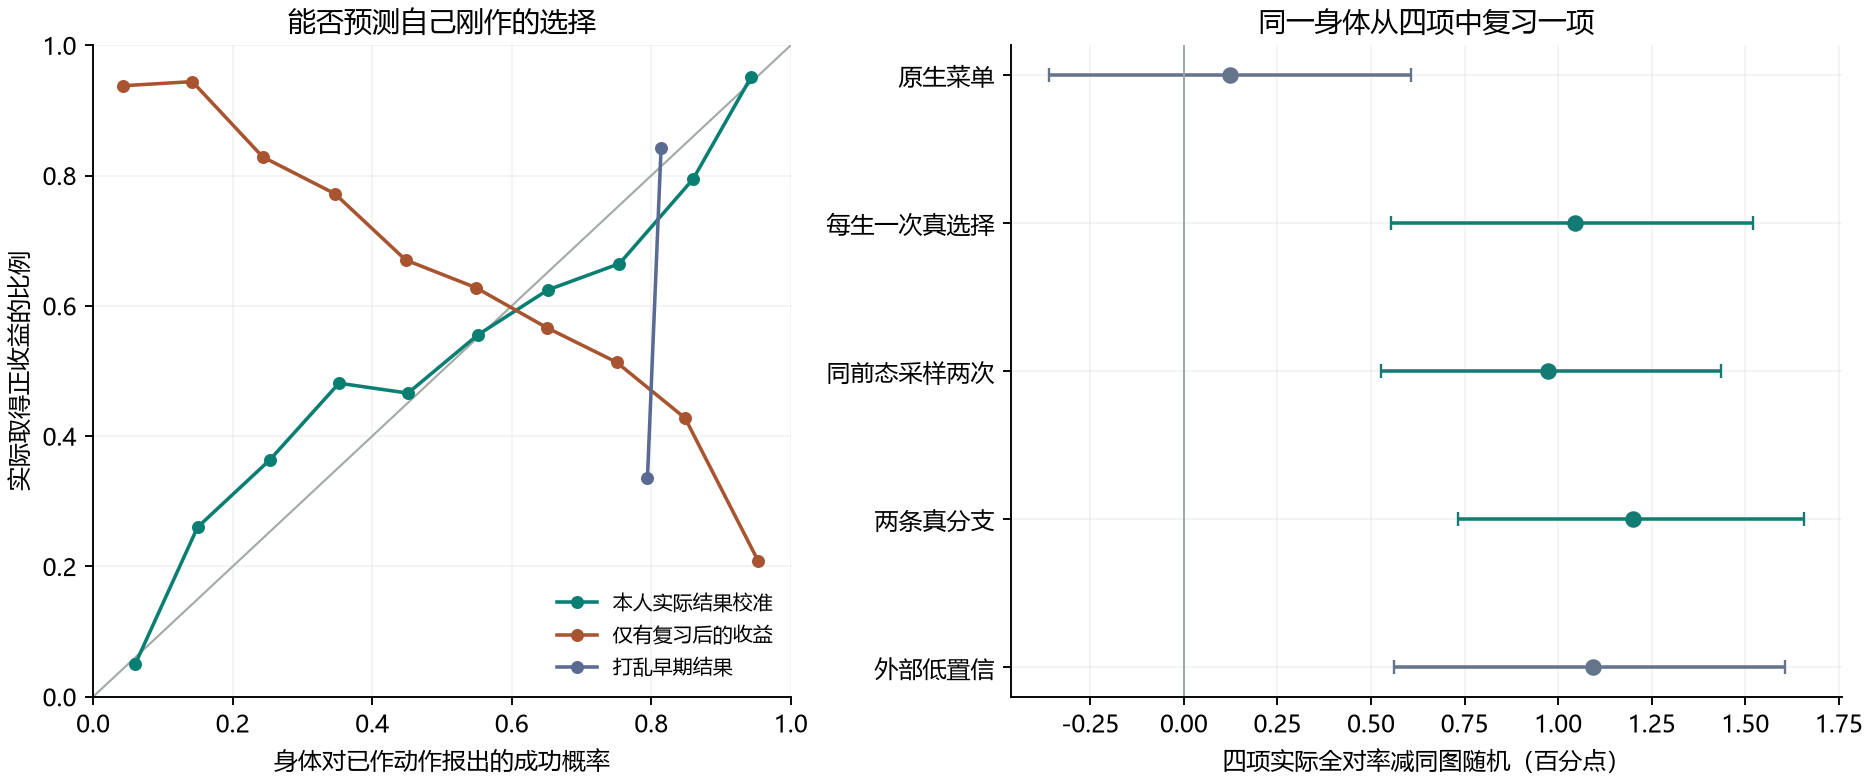 能否预测自己刚作的选择
1.0
0.8
0.6
0.4
0.2
0.0
实际取得正收益的比例
本人实际结果校准
仅有复习后的收益
打乱早期结果
0.0 0.2 0.4 0.6 0.8 1.0
身体对已作动作报出的成功概率
同一身体从四项中复习一项
原生菜单
每生一次真选择
同前态采样两次
两条真分支
外部低置信
-0.25 0.00 0.25 0.50 0.75 1.00 1.25 1.50 1.75
四项实际全对率减同图随机（百分点）